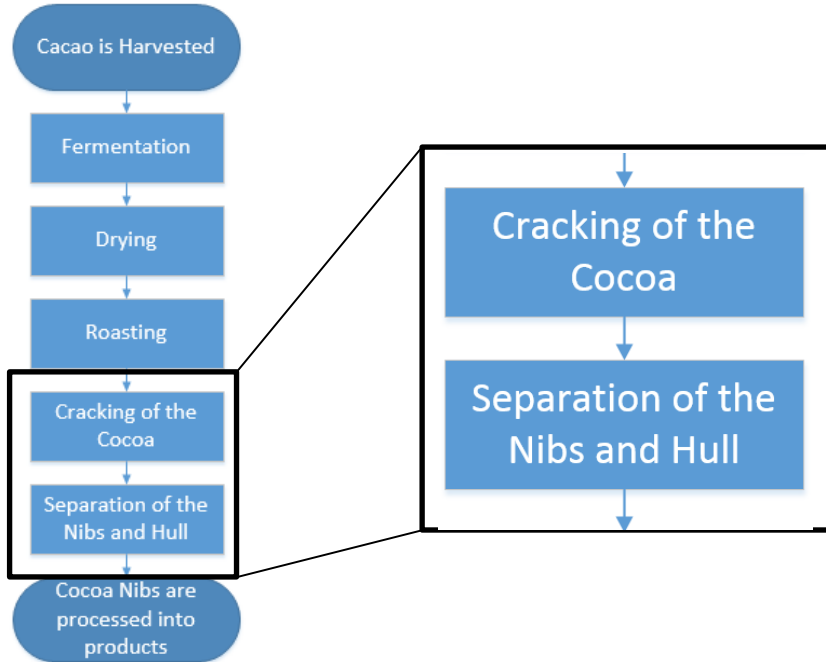 Cacao is Harvested
Fermentation
Drying
Roasting
Cracking of the
Cocoa
Separation of the
Nibs and Hull
Cocoa Nibs are
processed into
products
Cracking of the
Cocoa
Separation of the
Nibs and Hull